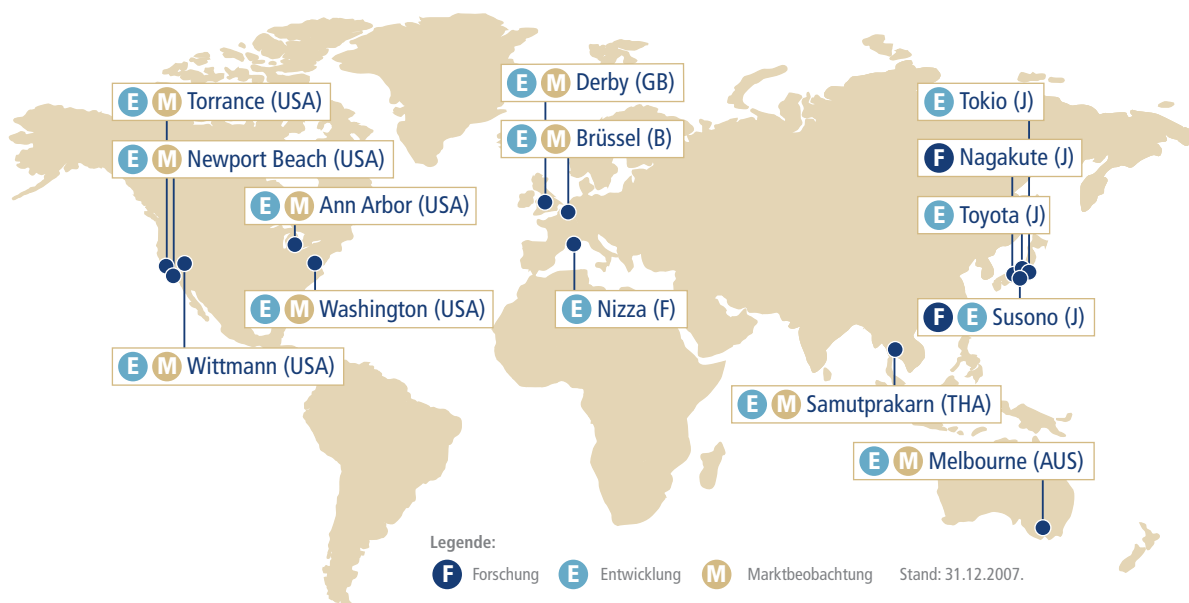 E M Torrance (USA)
E M Newport Beach (USA)
E M Ann Arbor (USA)
E M Washington (USA)
E M Wittmann (USA)
E M Derby (GB)
E M Brüssel (B)
E Nizza (F)
E Tokio (J)
F Nagakute (J)
E Toyota (J)
F E Susono (J)
E M Samutprakarn (THA)
E M Melbourne (AUS)
Legende:
F Forschung E Entwicklung M Marktbeobachtung Stand: 31.12.2007.